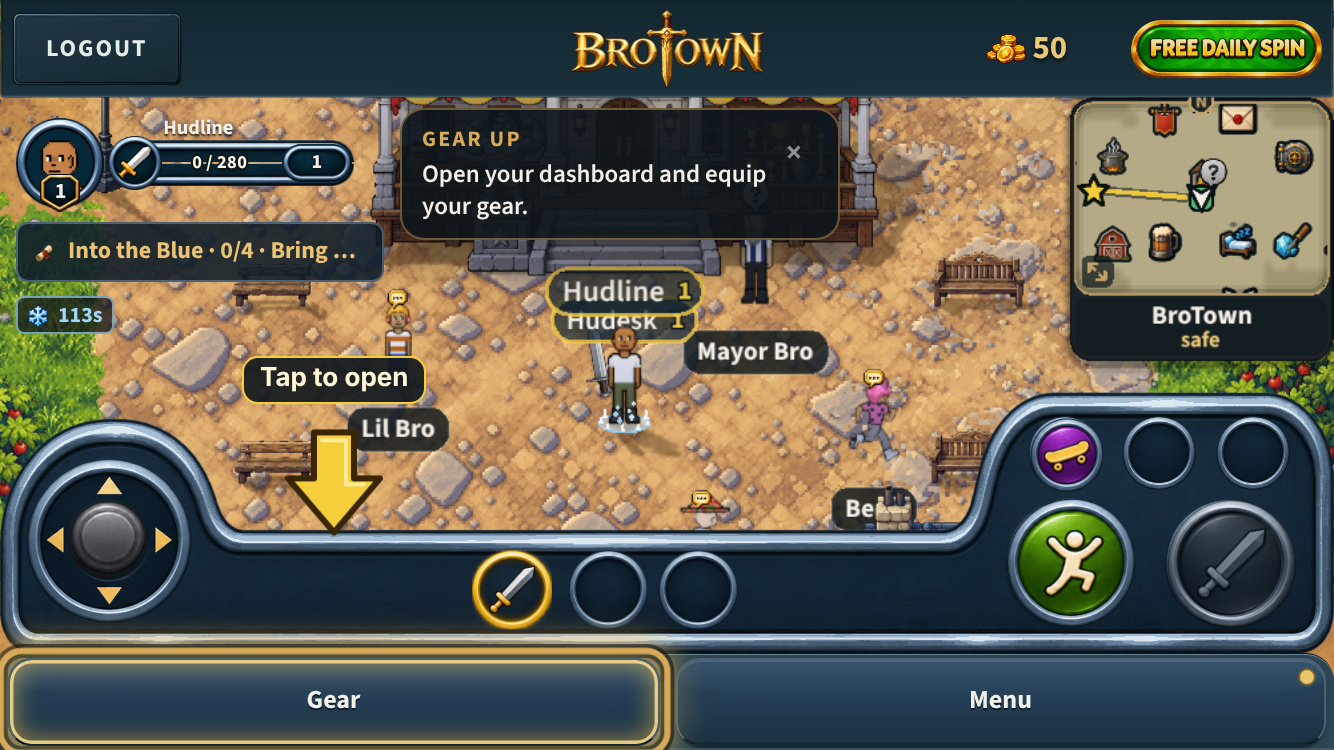 LOGOUT
BROTOWN
50
FREE DAILY SPIN
Hudline
0/280
1
1
GEAR UP
×
Open your dashboard and equip
your gear.
N
?
Into the Blue · 0/4 · Bring ...
113s
BroTown
safe
Hudline 1
Hudesk 1
Mayor Bro
Tap to open
Lil Bro
Be
Gear
Menu